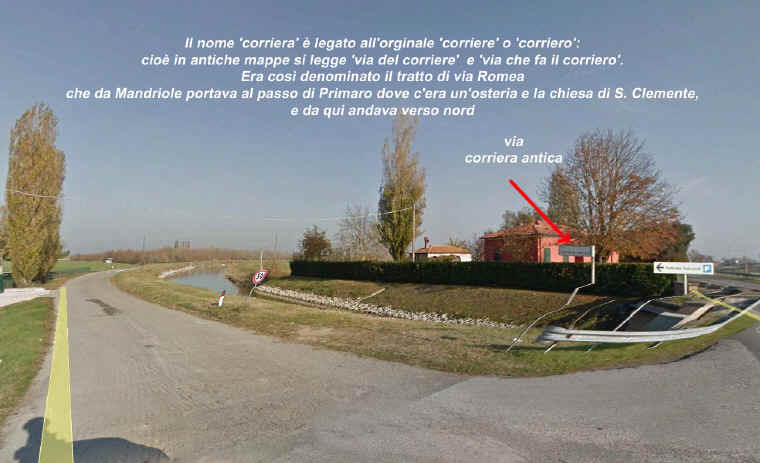 Il nome 'corriera' è legato all'orginale 'corriere' o 'corriero':
cioè in antiche mappe si legge 'via del corriere' e 'via che fa il corriero'.
Era così denominato il tratto di via Romea
che da Mandriole portava al passo di Primaro dove c'era un'osteria e la chiesa di S. Clemente,
e da qui andava verso nord
via
corriera antica